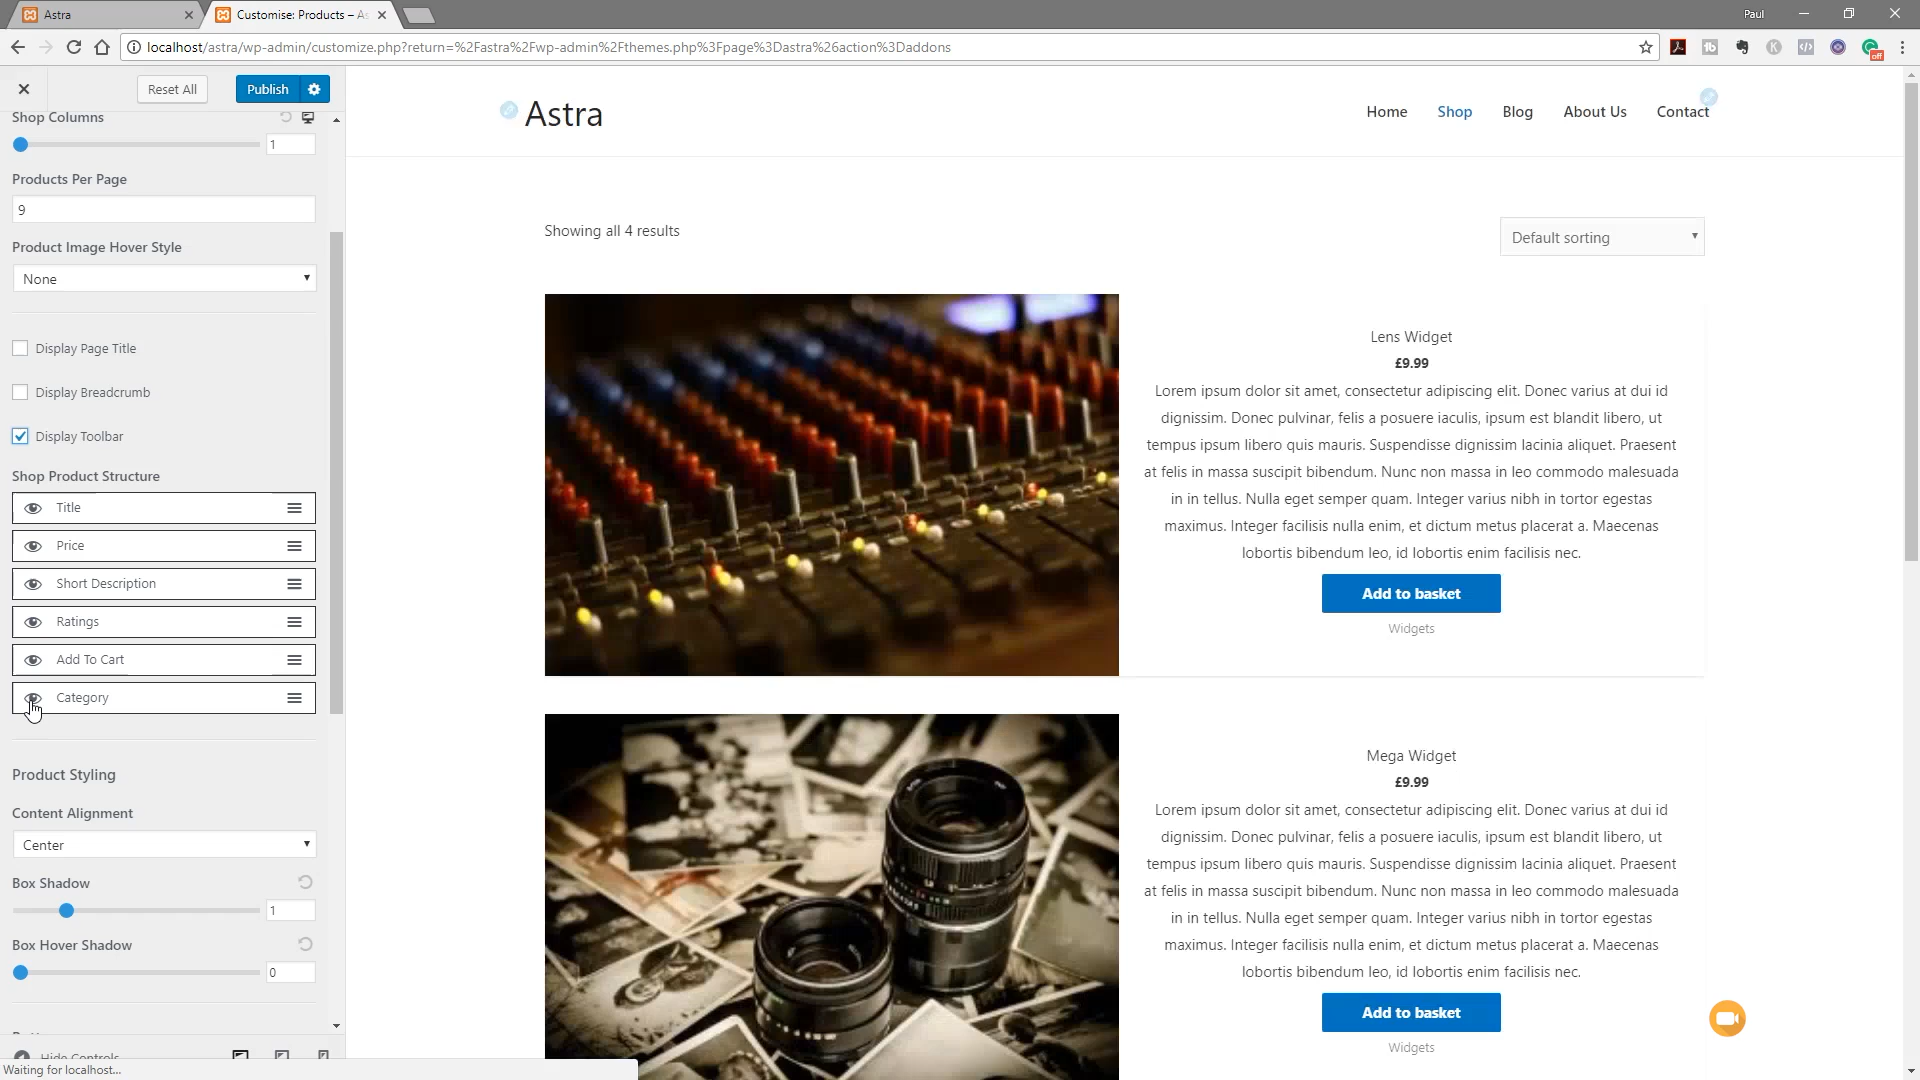 Astra
Customise: Products – As
Paul
localhost/astra/wp-admin/customize.php?return=%2Fastra%2Fwp-admin%2Fthemes.php%3Fpage%3Dastra%26action%3Daddons
off
Reset All
Publish
Shop Columns
1
Products Per Page
9
Product Image Hover Style
None
Display Page Title
Display Breadcrumb
Display Toolbar
Shop Product Structure
Title
Price
Short Description
Ratings
Add To Cart
Category
Product Styling
Content Alignment
Center
Box Shadow
1
Box Hover Shadow
0
Hide Controls
Waiting for localhost...
Astra
Home
Shop
Blog
About Us
Contact
Showing all 4 results
Default sorting
Lens Widget
£9.99
Lorem ipsum dolor sit amet, consectetur adipiscing elit. Donec varius at dui id
dignissim. Donec pulvinar, felis a posuere iaculis, ipsum est blandit libero, ut
tempus ipsum libero quis mauris. Suspendisse dignissim lacinia aliquet. Praesent
at felis in massa suscipit bibendum. Nunc non massa in leo commodo malesuada
in in tellus. Nulla eget semper quam. Integer varius nibh in tortor egestas
maximus. Integer facilisis nulla enim, et dictum metus placerat a. Maecenas
lobortis bibendum leo, id lobortis enim facilisis nec.
Add to basket
Widgets
Mega Widget
£9.99
Lorem ipsum dolor sit amet, consectetur adipiscing elit. Donec varius at dui id
dignissim. Donec pulvinar, felis a posuere iaculis, ipsum est blandit libero, ut
tempus ipsum libero quis mauris. Suspendisse dignissim lacinia aliquet. Praesent
at felis in massa suscipit bibendum. Nunc non massa in leo commodo malesuada
in in tellus. Nulla eget semper quam. Integer varius nibh in tortor egestas
maximus. Integer facilisis nulla enim, et dictum metus placerat a. Maecenas
lobortis bibendum leo, id lobortis enim facilisis nec.
Add to basket
Widgets